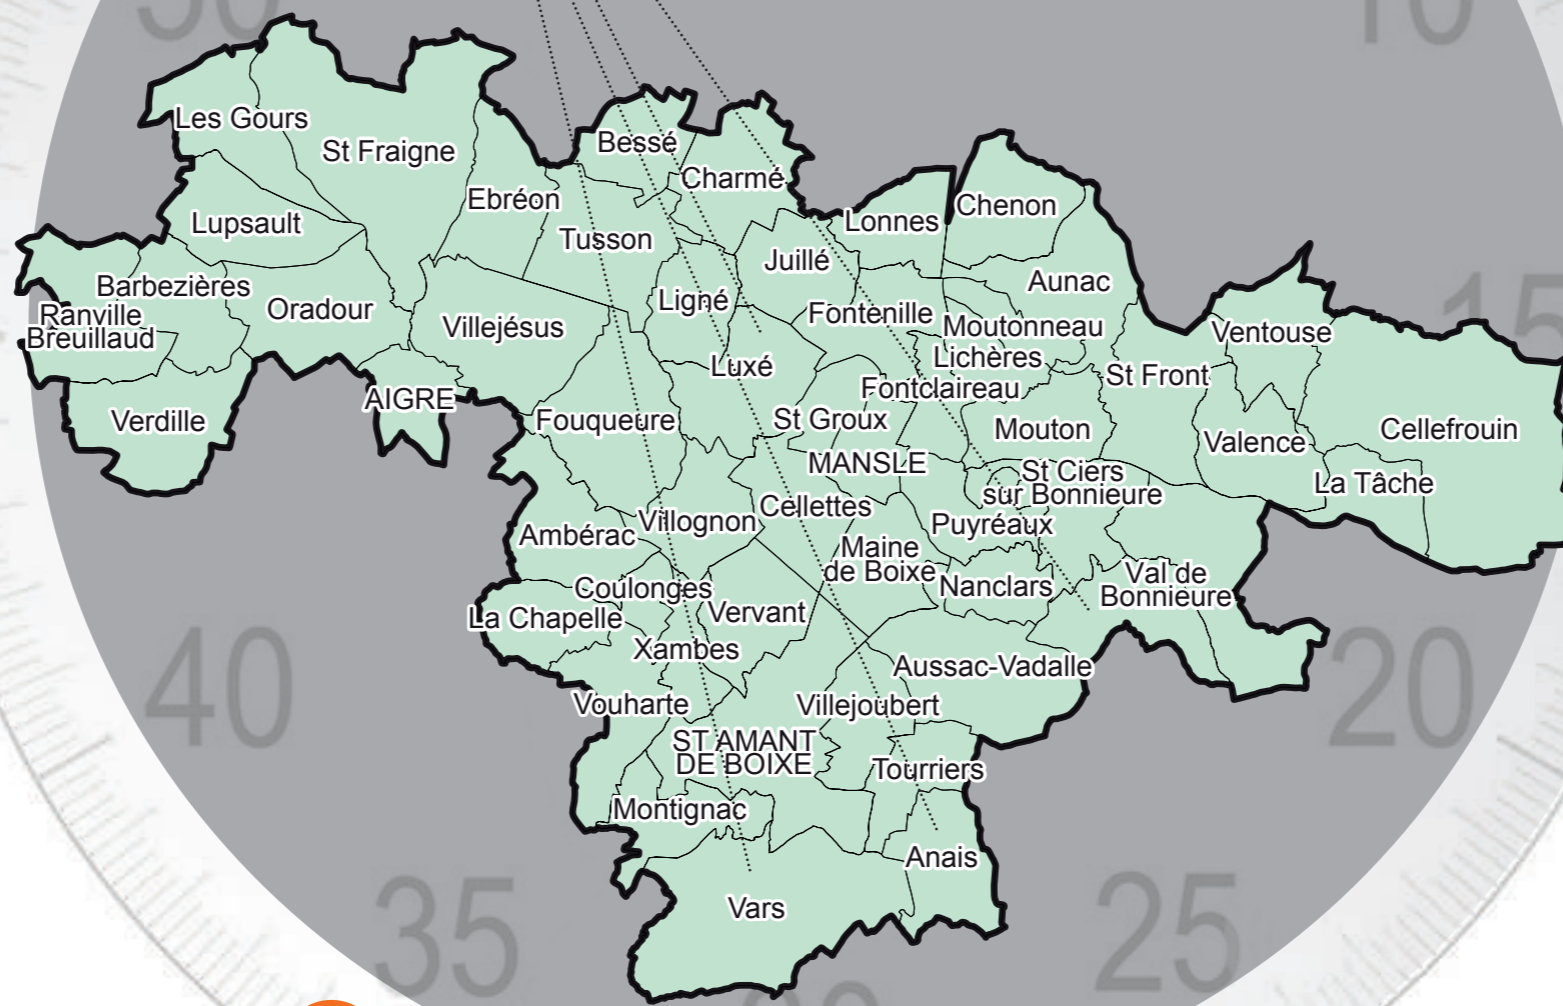 50
10
Les Gours
St Fraigne
Bessé
Charmé
Ebréon
Lupsault
Tusson
Lonnes
Chenon
Juillé
Aunac
Barbezières
Oradour
Ligné
Ranville
Breuillaud
Villejésus
Fontenille
Moutonneau
Ventouse
15
Lichères
Luxé
St Front
Fontclaireau
AIGRE
Verdille
Fouqueure
St Groux
Mouton
Valence
Cellefrouin
MANSLE
St Ciers
sur Bonnieure
La Tâche
Cellettes
Villognon
Ambérac
Puyréaux
Maine
de Boixe
Nanclars
Val de
Bonnieure
Coulonges
La Chapelle
Vervant
Xambes
Aussac-Vadalle
40
20
Vouharte
Villejoubert
ST AMANT
DE BOIXE
Tourriers
Montignac
Anais
Vars
35
25